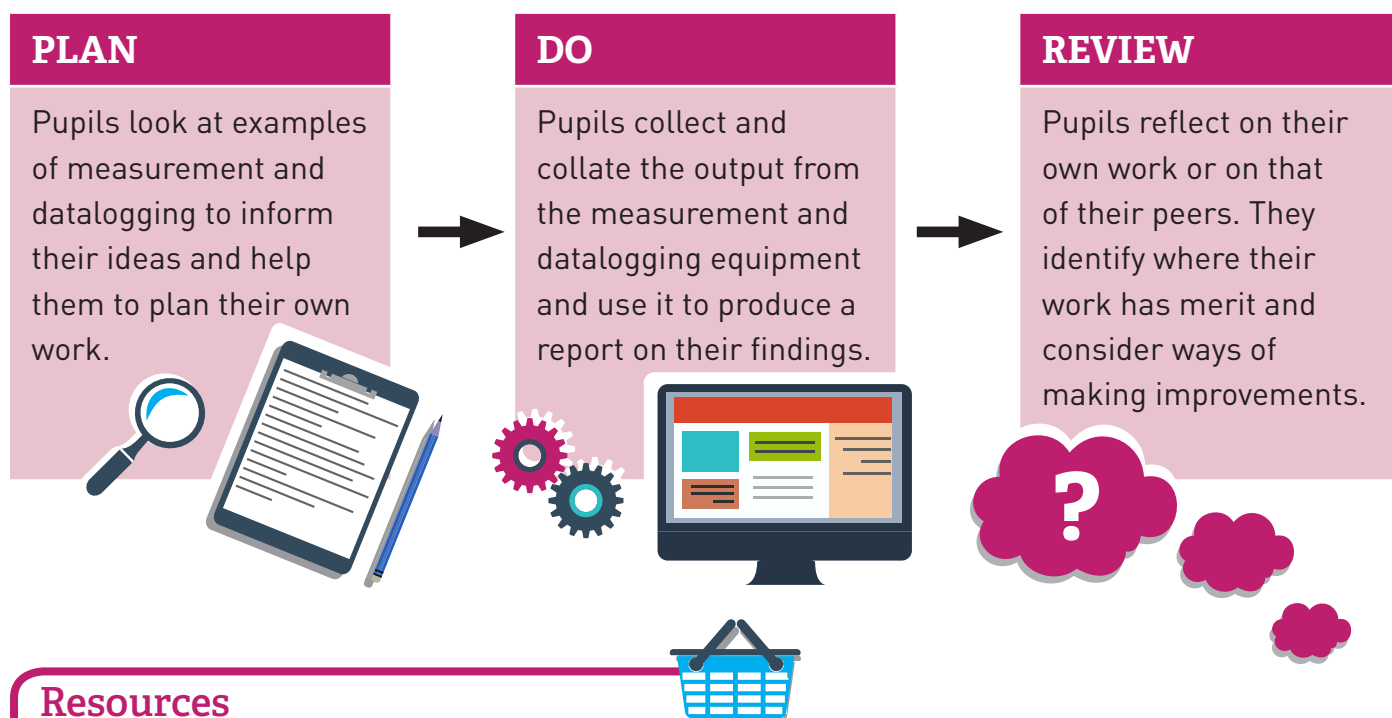 PLAN
Pupils look at examples
of measurement and
datalogging to inform
their ideas and help
them to plan their own
work.
DO
Pupils collect and
collate the output from
the measurement and
datalogging equipment
and use it to produce a
report on their findings.
REVIEW
Pupils reflect on their
own work or on that
of their peers. They
identify where their
work has merit and
consider ways of
making improvements.
?
Resources